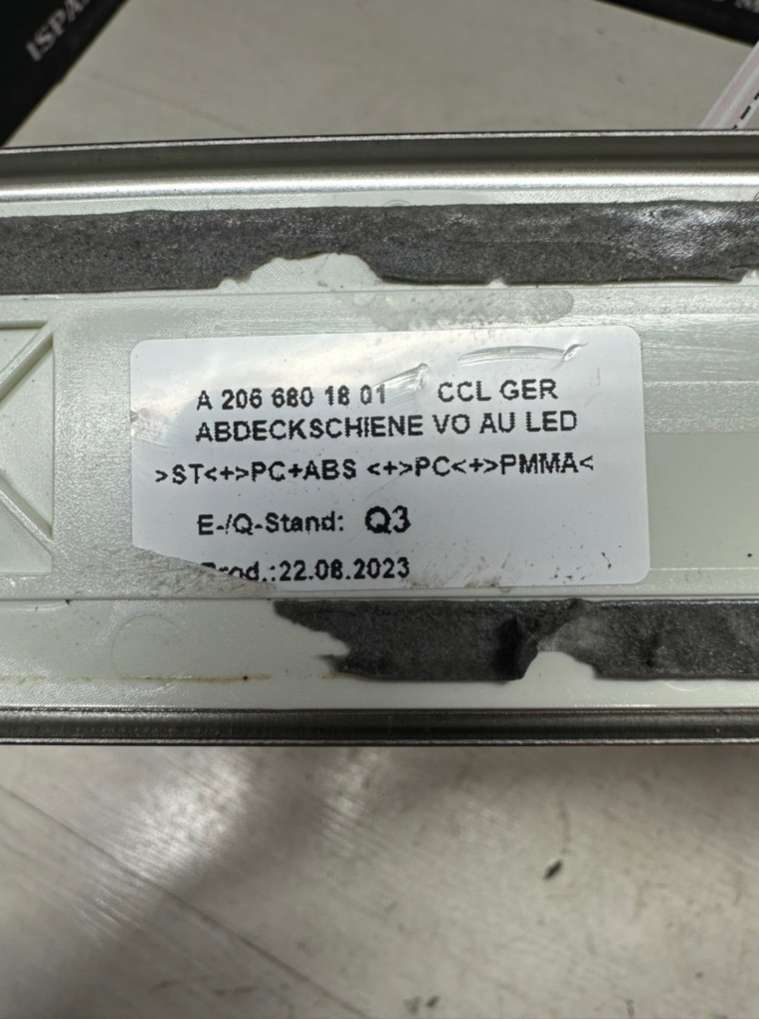 A 206 680 18 01 CCL GER
ABDECKSCHIENE VO AU LED
>ST<+>PC+ABS <+>PC<+>PMMA<
E-/Q-Stand: Q3
Prod.:22.08.2023